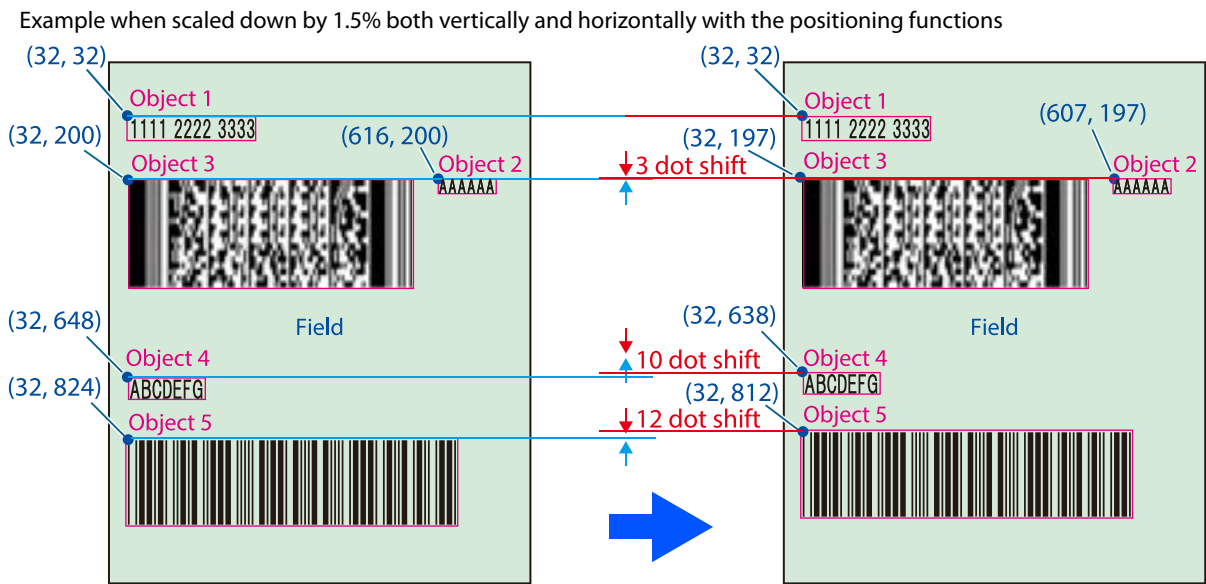 Example when scaled down by 1.5% both vertically and horizontally with the positioning functions
(32, 32)
Object 1
1111 2222 3333
(32, 200)
(616, 200)
Object 3
Object 2
AAAAAA
Field
(32, 648)
Object 4
ABCDEFG
(32, 824)
Object 5
3 dot shift
10 dot shift
12 dot shift
(32, 32)
Object 1
1111 2222 3333
(32, 197)
(607, 197)
Object 3
Object 2
AAAAAA
Field
(32, 638)
Object 4
ABCDEFG
(32, 812)
Object 5